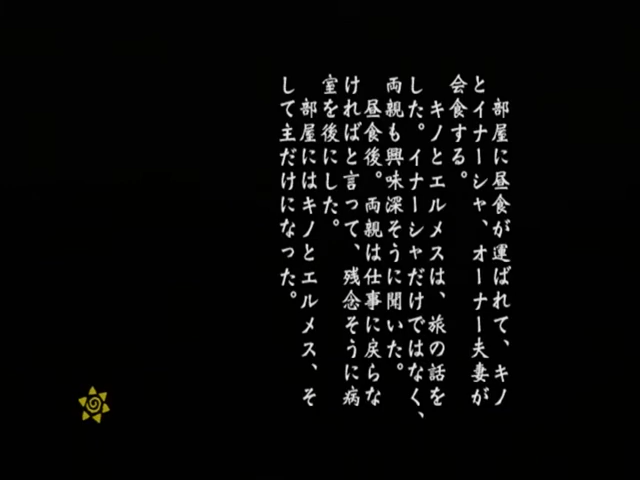 部屋に昼食が運ばれて、キノ
とイナーシャ、オーナー夫妻が
会食する。
キノとエルメスは、旅の話を
した。イナーシャだけではなく、
両親も興味深そうに聞いた。
昼食後。両親は仕事に戻らな
ければと言って、残念そうに病
室を後にした。
部屋にはキノとエルメス、そ
して主だけになった。